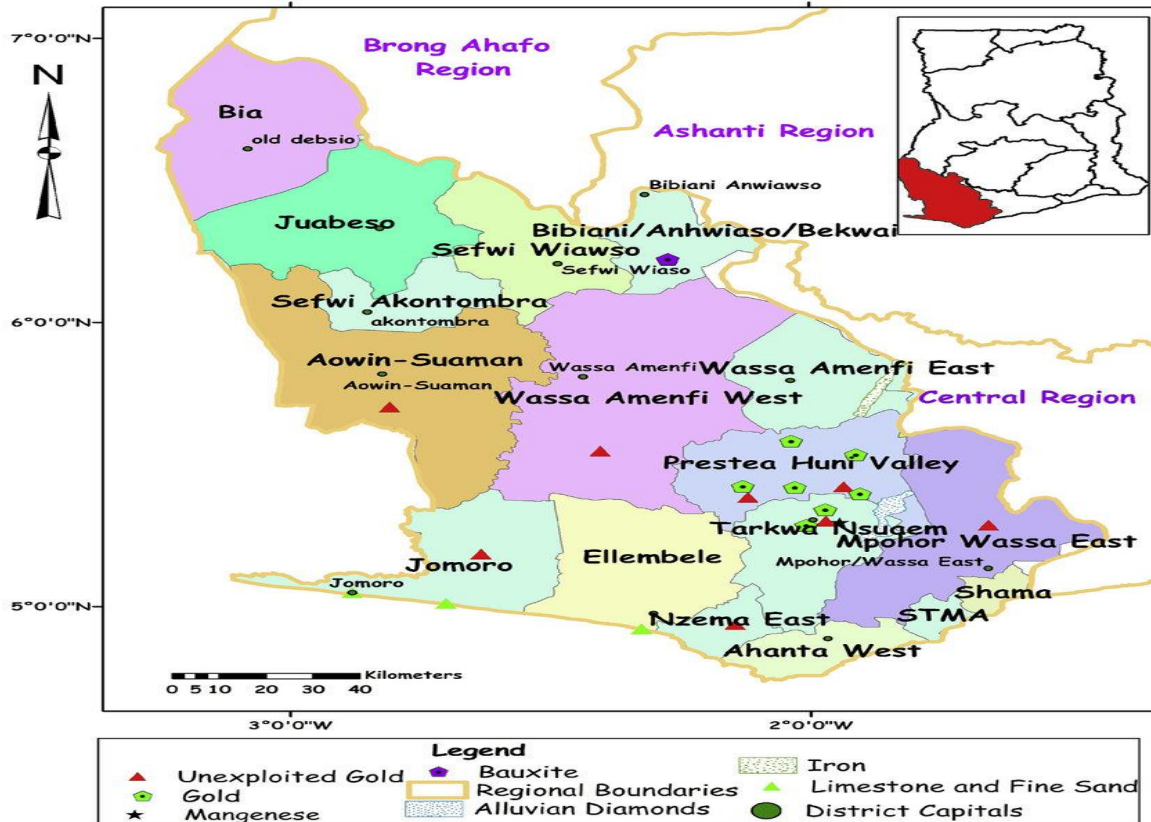 7°0'0"N
Brong Ahafo
Region
N
Bia
old debsio
Ashanti Region
Bibiani Anwiawso
Juabeso
Bibiani/Anhwiaso/Bekwai
Sefwi Wiawso
Sefwi Wiaso
Sefwi Akontombra
akontombra
6°0'0"N
Aowin-Suaman
Aowin-Suaman
Wassa Amenfi
Wassa Amenfi East
Wassa Amenfi West
Central Region
Prestea Huni Valley
Tarkwa Nsuaem
Mpohor Wassa East
Mpohor/Wassa East
Ellembele
Jomoro
Jomoro
Shama
5°0'0"N
STMA
Nzema East
Ahanta West
Kilometers
0 5 10 20 30 40
3°0'0"W
2°0'0"W
Legend
Unexploited Gold
Gold
Mangenese
Bauxite
Regional Boundaries
Alluvian Diamonds
Iron
Limestone and Fine Sand
District Capitals